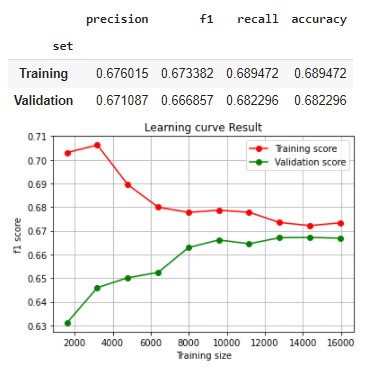 precision f1 recall accuracy
set
Training 0.676015 0.673382 0.689472 0.689472
Validation 0.671087 0.666857 0.682296 0.682296
Learning curve Result
0.71
0.70
0.69
0.68
0.67
0.66
0.65
0.64
0.63
f1 score
Training score
Validation score
2000 4000 6000 8000 10000 12000 14000 16000
Training size